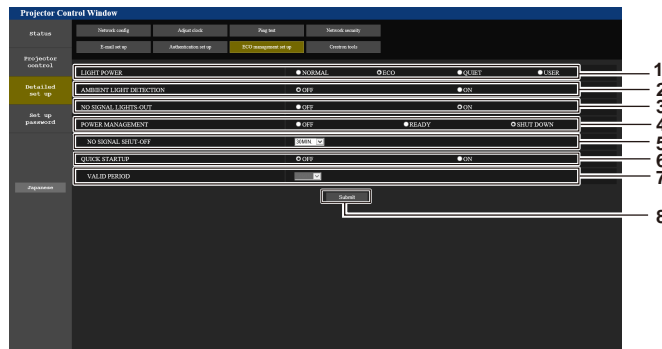 Projector Control Window
Status
Network config
Adjust clock
Ping test
Network security
E-mail set up
Authentication set up
ECO management set up
Crestron tools
Projector
control
Detailed
set up
Set up
password
Japanese
LIGHT POWER NORMAL ECO QUIET USER 1
AMBIENT LIGHT DETECTION OFF ON 2
NO SIGNAL LIGHTS-OUT OFF ON 3
POWER MANAGEMENT OFF READY SHUT DOWN 4
NO SIGNAL SHUT-OFF 30MIN. 5
QUICK STARTUP OFF ON 6
VALID PERIOD 7
Submit 8